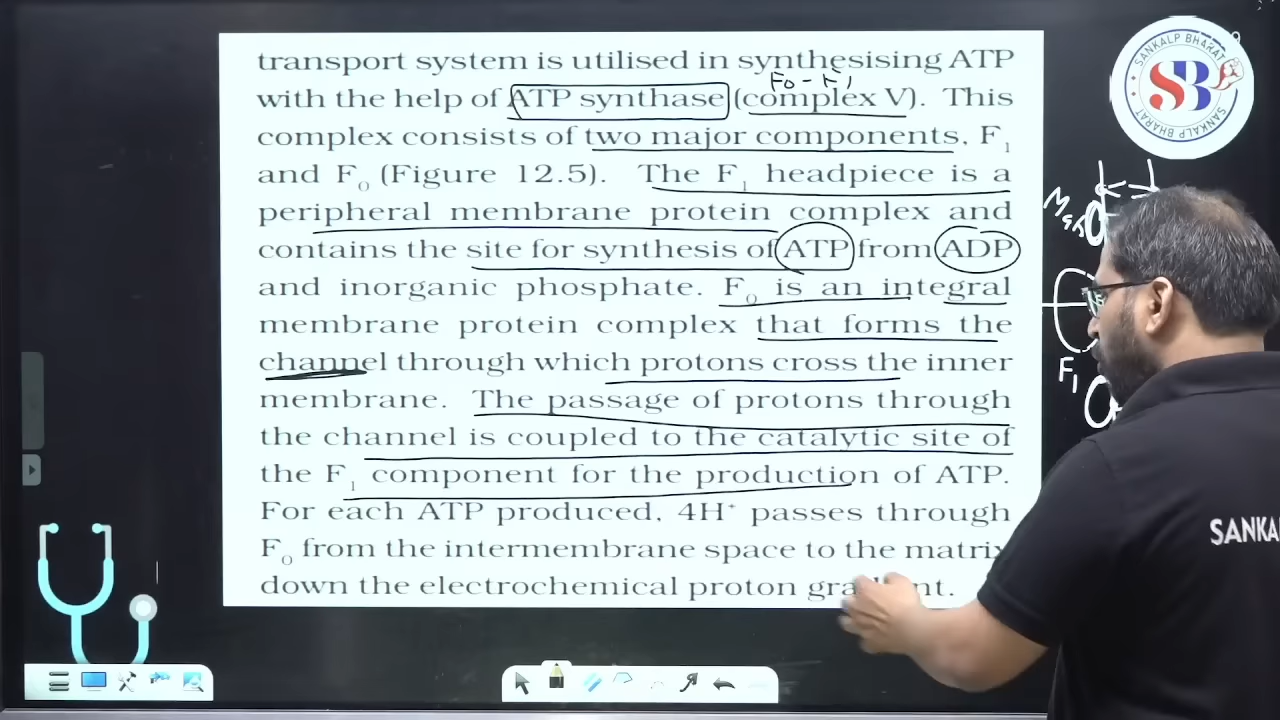 transport system is utilised in synthesising ATP
F0 - F1
with the help of ATP synthase (complex V). This
complex consists of two major components, F1
and F0 (Figure 12.5). The F1 headpiece is a
peripheral membrane protein complex and
contains the site for synthesis of ATP from ADP
and inorganic phosphate. F0 is an integral
membrane protein complex that forms the
channel through which protons cross the inner
membrane. The passage of protons through
the channel is coupled to the catalytic site of
the F1 component for the production of ATP.
For each ATP produced, 4H+ passes through
F0 from the intermembrane space to the matrix
down the electrochemical proton
SANKALP BHARAT
SB
SANKALP BHARAT
F1
SANKA